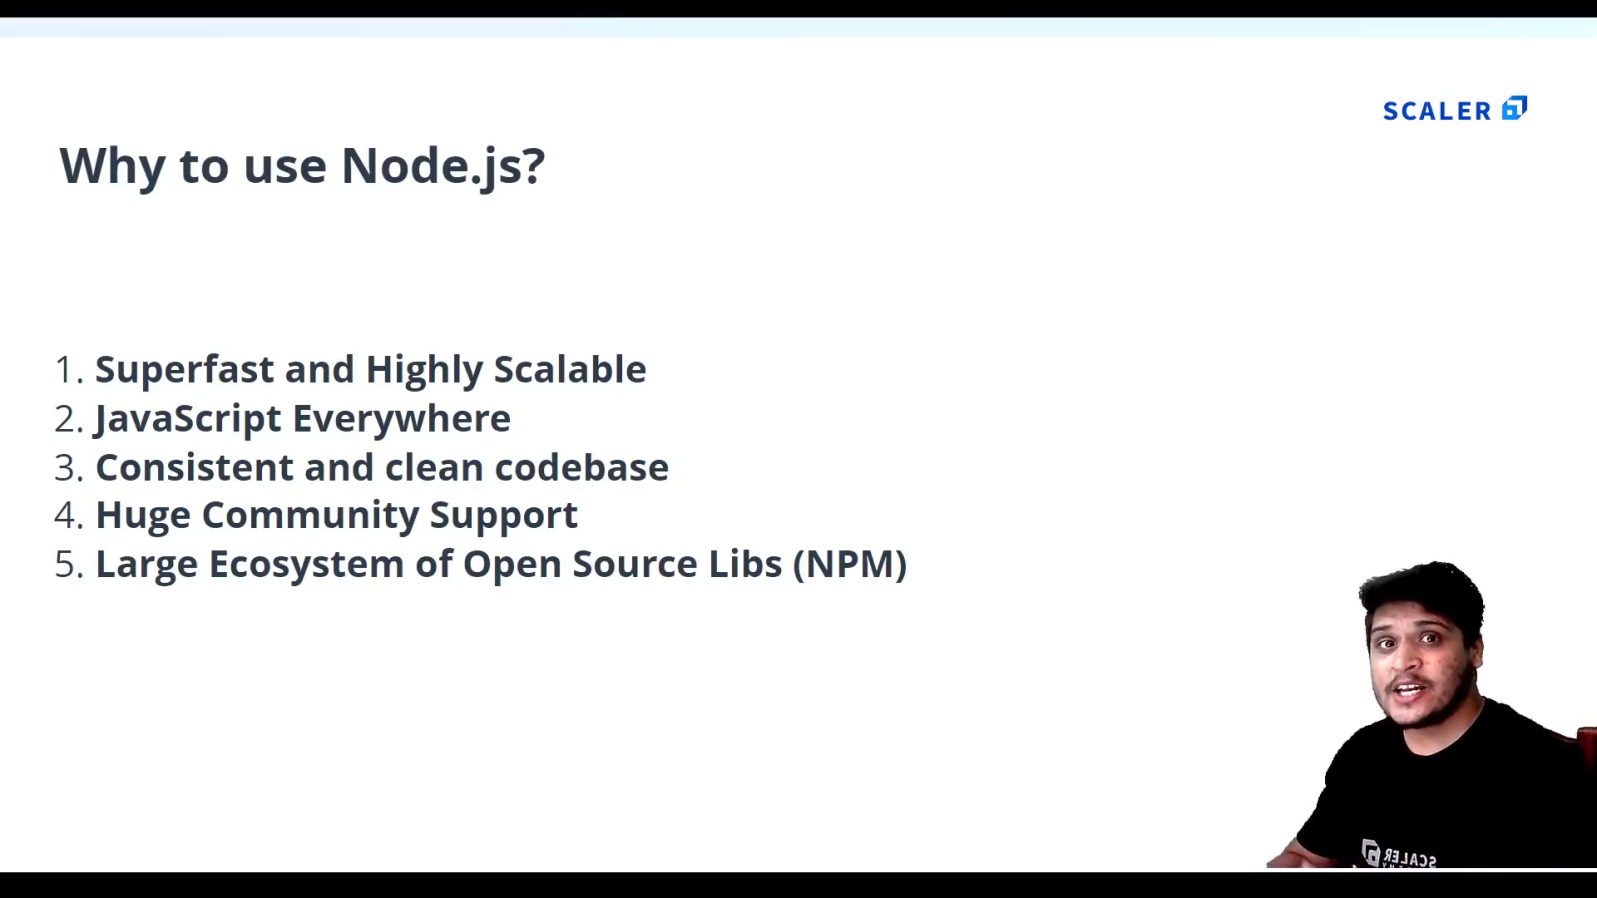 SCALER
Why to use Node.js?
1. Superfast and Highly Scalable
2. JavaScript Everywhere
3. Consistent and clean codebase
4. Huge Community Support
5. Large Ecosystem of Open Source Libs (NPM)
SCALER